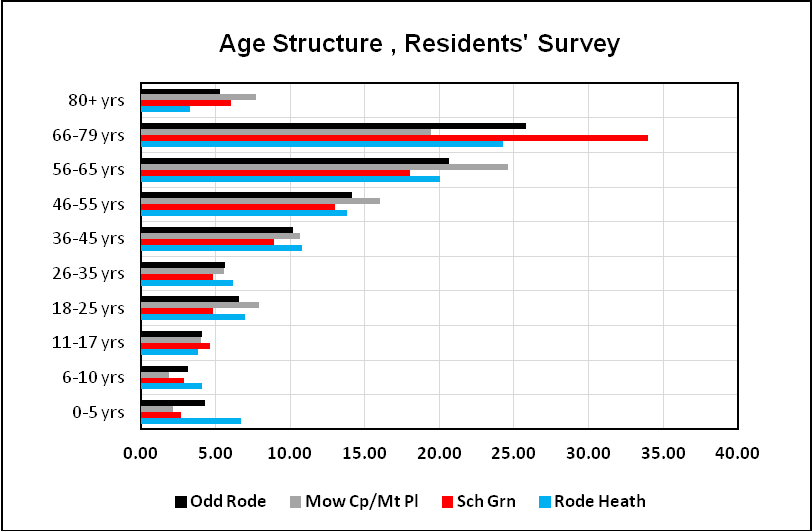 Age Structure , Residents' Survey
80+ yrs
66-79 yrs
56-65 yrs
46-55 yrs
36-45 yrs
26-35 yrs
18-25 yrs
11-17 yrs
6-10 yrs
0-5 yrs
0.00 5.00 10.00 15.00 20.00 25.00 30.00 35.00 40.00
Odd Rode Mow Cp/Mt Pl Sch Grn Rode Heath